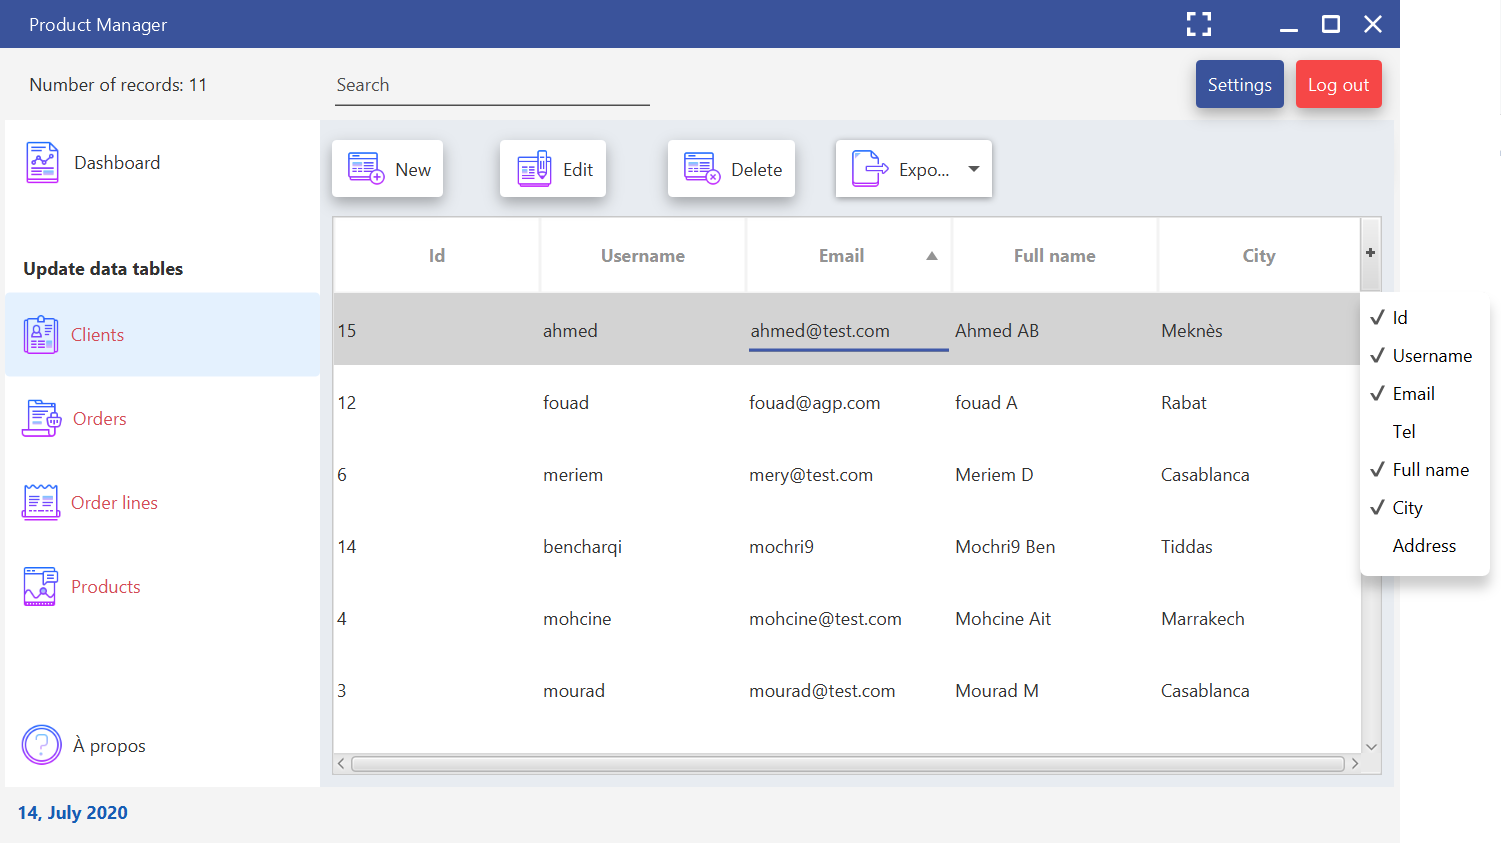 Product Manager
Number of records: 11
Search
Settings
Log out
Dashboard
Update data tables
Clients
Orders
Order lines
Products
À propos
14, July 2020
New
Edit
Delete
Expo...
Id Username Email Full name City
15 ahmed ahmed@test.com Ahmed AB Meknès
12 fouad fouad@agp.com fouad A Rabat
6 meriem mery@test.com Meriem D Casablanca
14 bencharqi mochri9 Mochri9 Ben Tiddas
4 mohcine mohcine@test.com Mohcine Ait Marrakech
3 mourad mourad@test.com Mourad M Casablanca
Id
Username
Email
Tel
Full name
City
Address